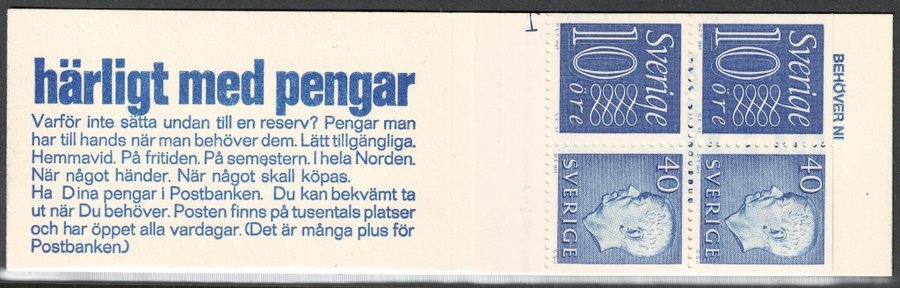 härligt med pengar
Varför inte sätta undan till en reserv? Pengar man
har till hands när man behöver dem. Lätt tillgängliga.
Hemmavid. På fritiden. På semestern. I hela Norden.
När något händer. När något skall köpas.
Ha Dina pengar i Postbanken. Du kan bekvämt ta
ut när Du behöver. Posten finns på tusentals platser
och har öppet alla vardagar. (Det är många plus för
Postbanken.)
Sverige
10
öre
Sverige
10
öre
40
SVERIGE
40
SVERIGE
BEHÖVER NI